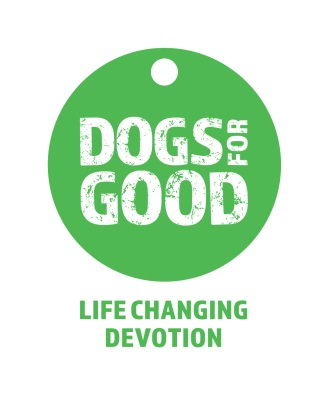 DOGS FOR
GOOD
LIFE CHANGING
DEVOTION